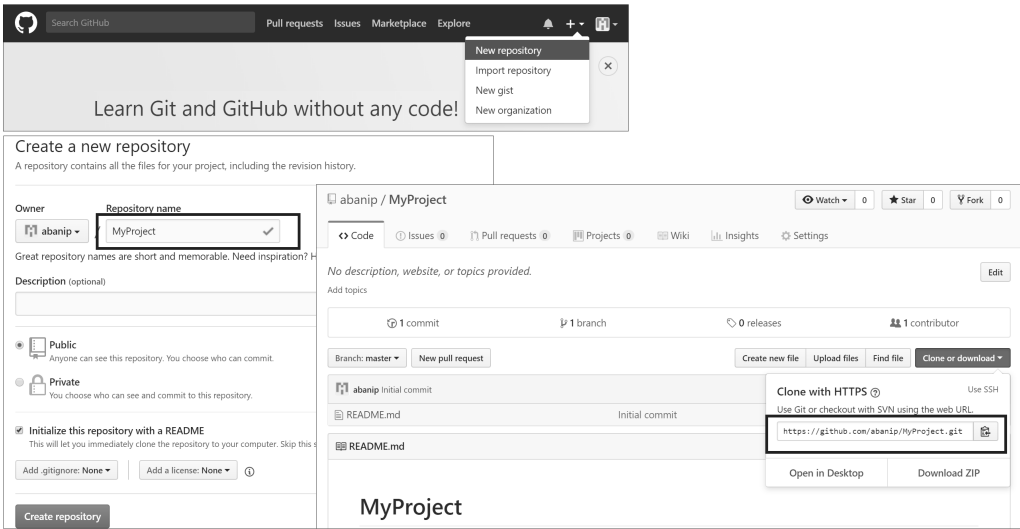 Search GitHub
Pull requests Issues Marketplace Explore
New repository
Import repository
New gist
New organization
Learn Git and GitHub without any code!
Create a new repository
A repository contains all the files for your project, including the revision history.
Owner
Repository name
abanip / MyProject
Great repository names are short and memorable. Need inspiration? H
Description (optional)
Public
Anyone can see this repository. You choose who can commit.
Private
You choose who can see and commit to this repository.
Initialize this repository with a README
This will let you immediately clone the repository to your computer. Skip this s
Add .gitignore: None
Add a license: None
Create repository
abanip / MyProject
Watch 0
Star 0
Fork 0
Code Issues 0 Pull requests 0 Projects 0 Wiki Insights Settings
No description, website, or topics provided.
Edit
Add topics
1 commit
1 branch
0 releases
1 contributor
Branch: master New pull request
Create new file Upload files Find file Clone or download
abanip Initial commit
README.md Initial commit
README.md
MyProject
Clone with HTTPS ?
Use SSH
Use Git or checkout with SVN using the web URL.
https://github.com/abanip/MyProject.git
Open in Desktop
Download ZIP